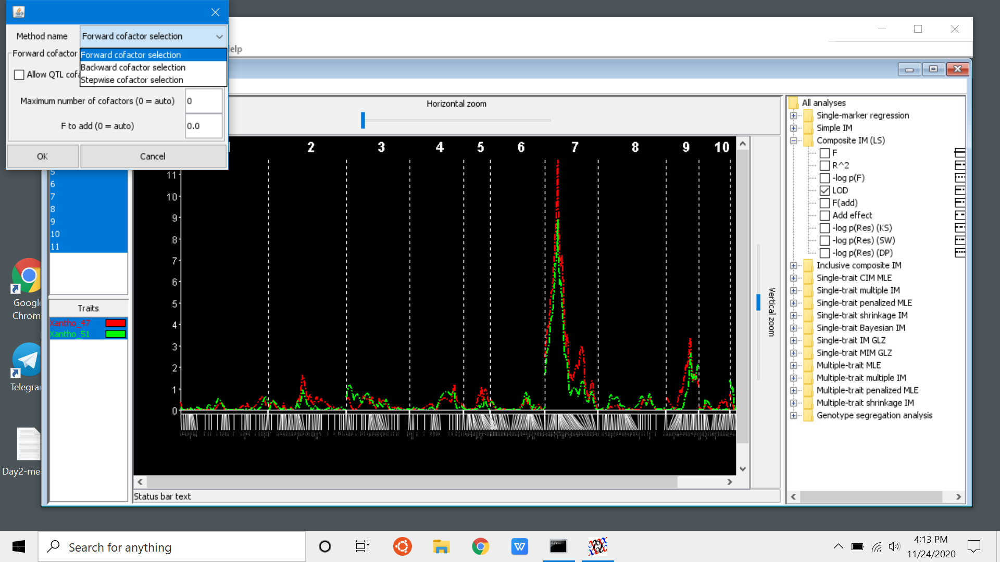 Method name
Forward cofactor selection
Forward cofactor
Forward cofactor selection
Backward cofactor selection
Stepwise cofactor selection
Allow QTL cofa
Maximum number of cofactors (0 = auto)
0
F to add (0 = auto)
0.0
OK
Cancel
elp
Horizontal zoom
2
3
4
5
6
7
8
9
10
11
10
9
8
7
6
5
4
3
2
1
0
Vertical zoom
5
6
7
8
9
10
11
Traits
Xantho_47
Xantho_51
Status bar text
All analyses
Single-marker regression
Simple IM
Composite IM (LS)
F
R^2
-log p(F)
LOD
F(add)
Add effect
-log p(Res) (KS)
-log p(Res) (SW)
-log p(Res) (DP)
Inclusive composite IM
Single-trait CIM MLE
Single-trait multiple IM
Single-trait penalized MLE
Single-trait shrinkage IM
Single-trait Bayesian IM
Single-trait IM GLZ
Single-trait MIM GLZ
Multiple-trait MLE
Multiple-trait multiple IM
Multiple-trait penalized MLE
Multiple-trait shrinkage IM
Genotype segregation analysis
Google
Chrom
Telegra
Day2-me
Search for anything
4:13 PM
11/24/2020